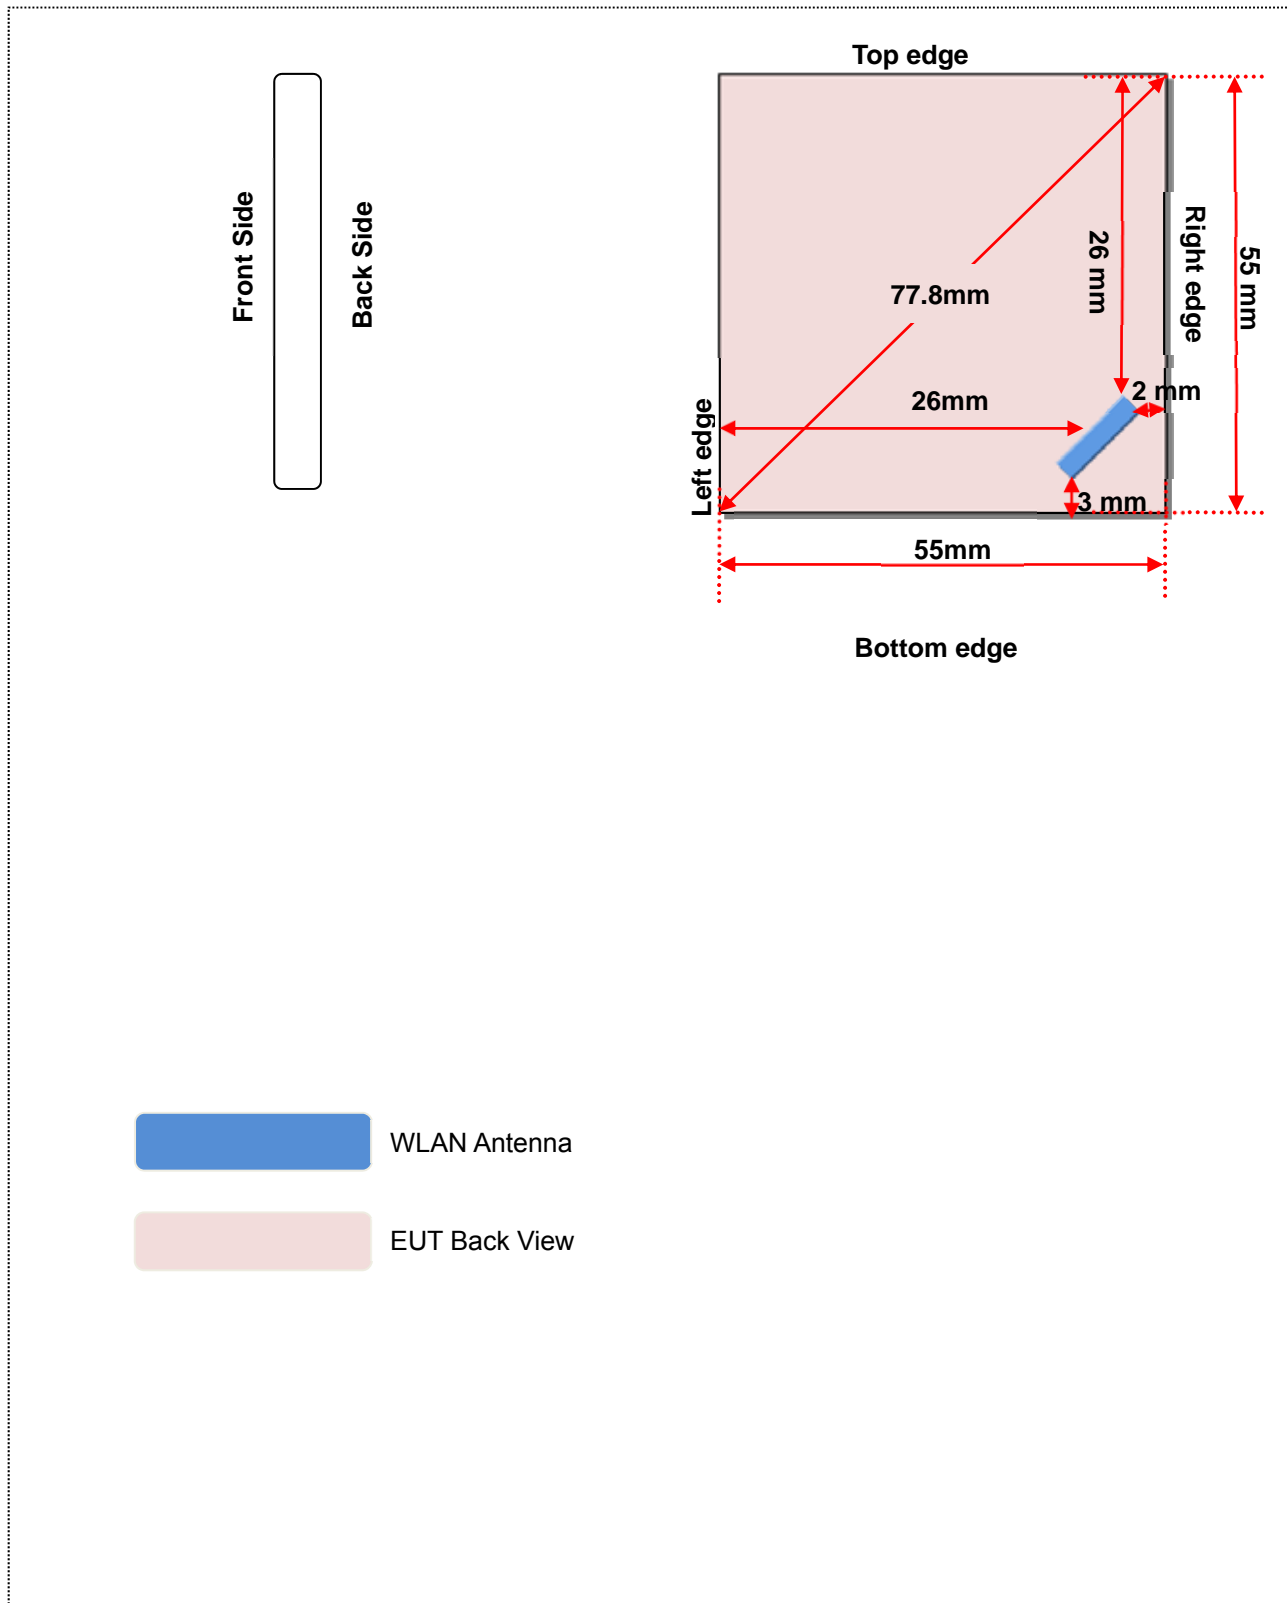 Top edge
Front Side
Back Side
26 mm
Right edge
55 mm
77.8mm
2 mm
26mm
Left edge
3 mm
55mm
Bottom edge
WLAN Antenna
EUT Back View